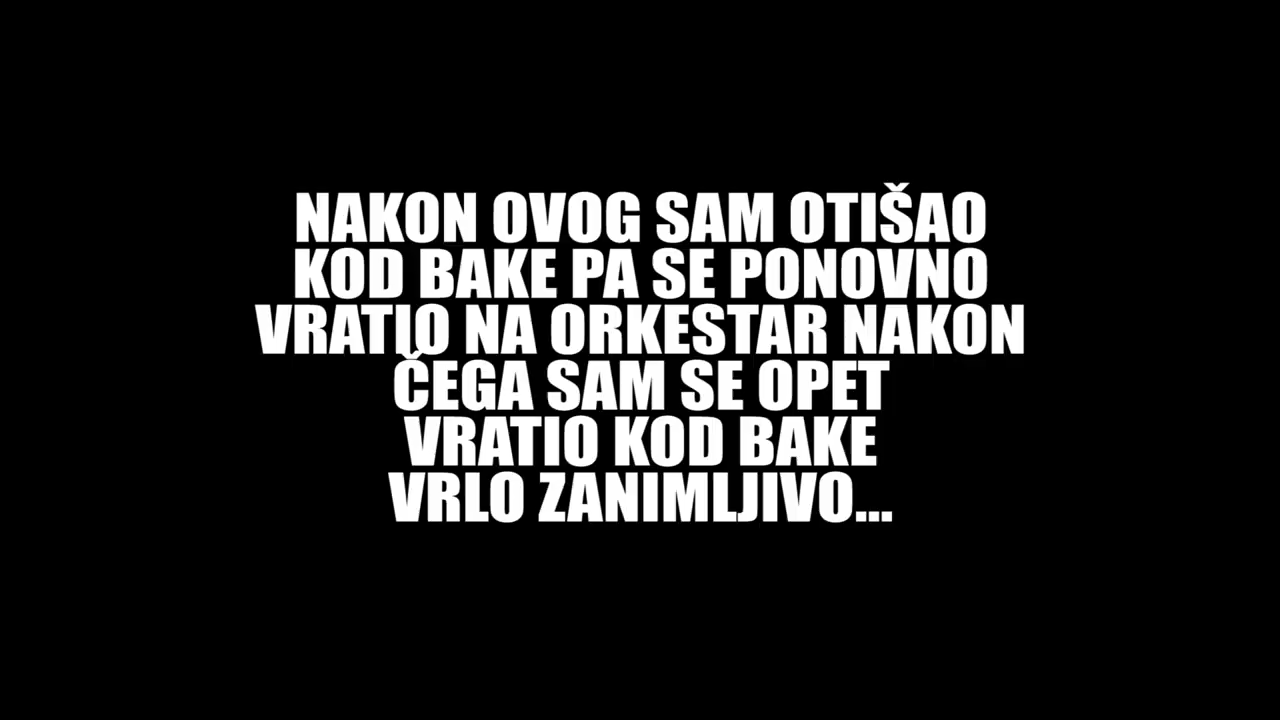 NAKON OVOG SAM OTIŠAO
KOD BAKE PA SE PONOVNO
VRATIO NA ORKESTAR NAKON
ČEGA SAM SE OPET
VRATIO KOD BAKE
VRLO ZANIMLJIVO...